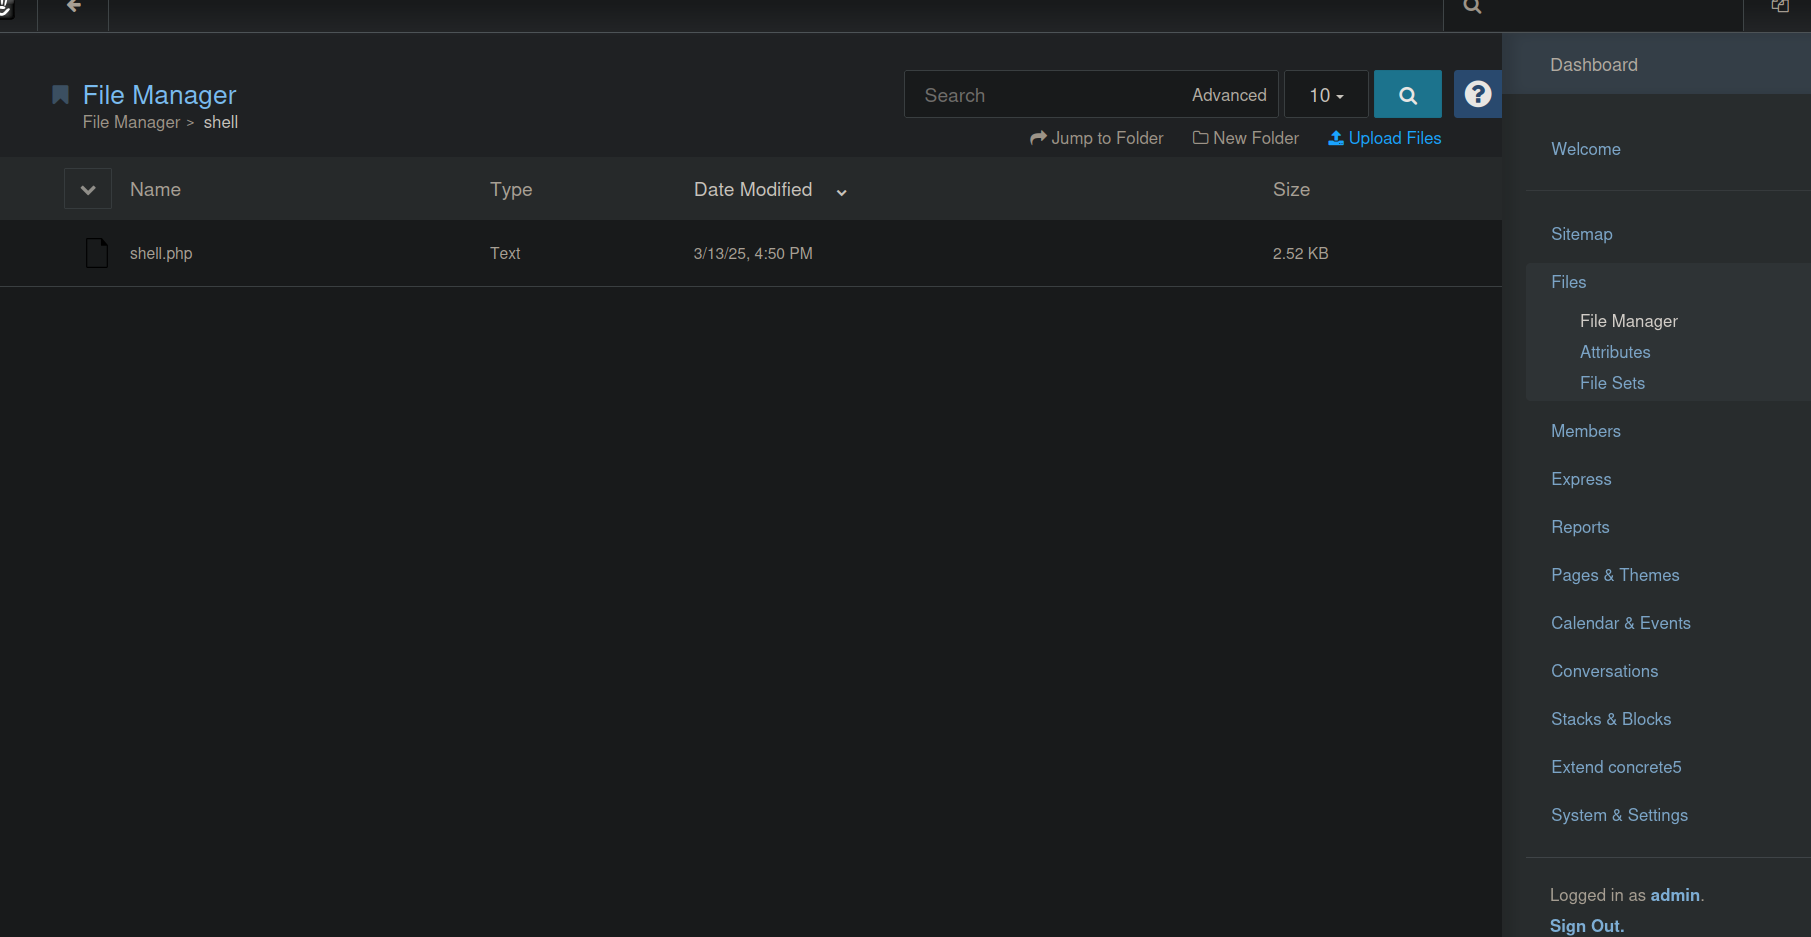 File Manager
File Manager > shell
Search Advanced 10
Jump to Folder New Folder Upload Files
Name Type Date Modified Size
shell.php Text 3/13/25, 4:50 PM 2.52 KB
Dashboard
Welcome
Sitemap
Files
File Manager
Attributes
File Sets
Members
Express
Reports
Pages & Themes
Calendar & Events
Conversations
Stacks & Blocks
Extend concrete5
System & Settings
Logged in as admin.
Sign Out.